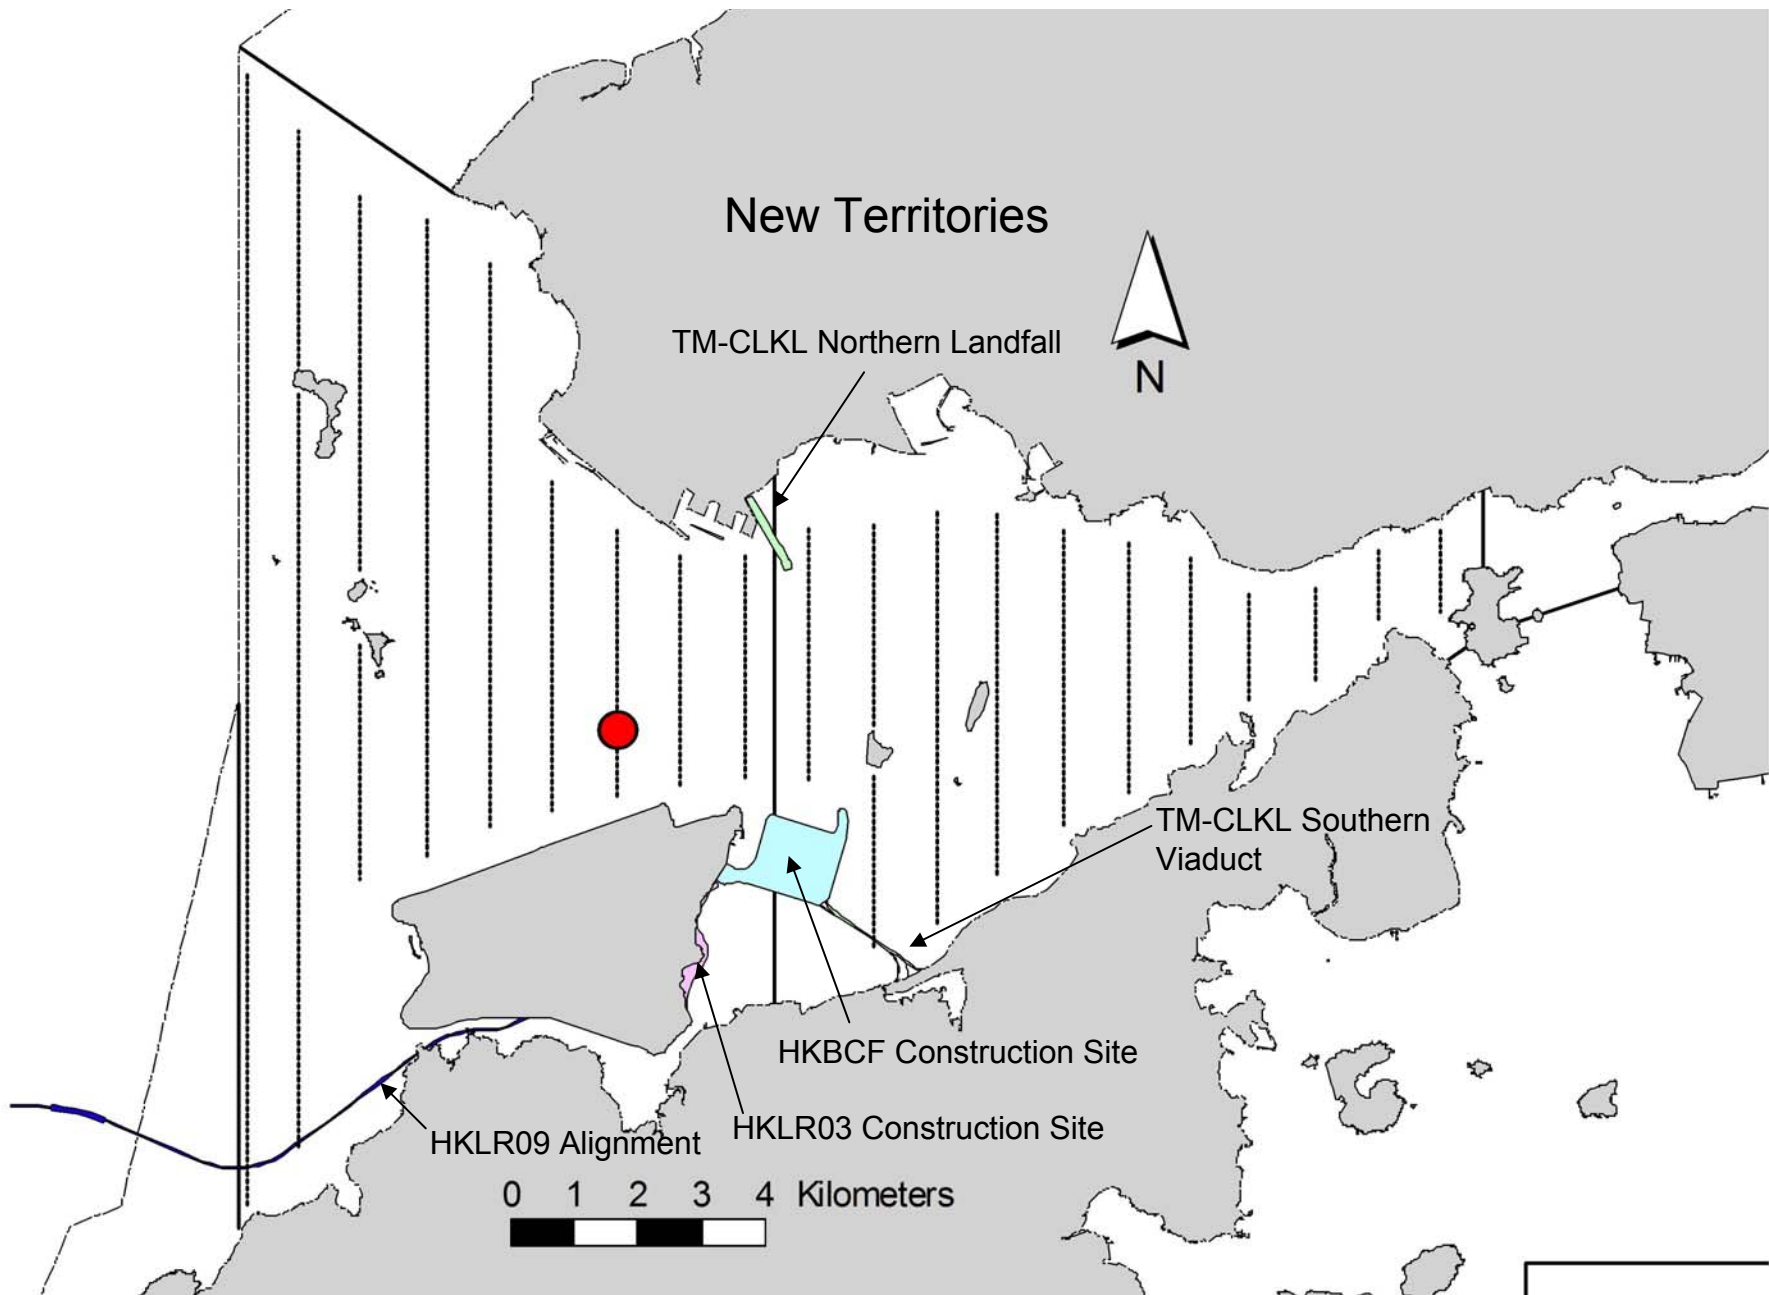 New Territories
TM-CLKL Northern Landfall
N
TM-CLKL Southern
Viaduct
HKBCF Construction Site
HKLR03 Construction Site
HKLR09 Alignment
0 1 2 3 4 Kilometers